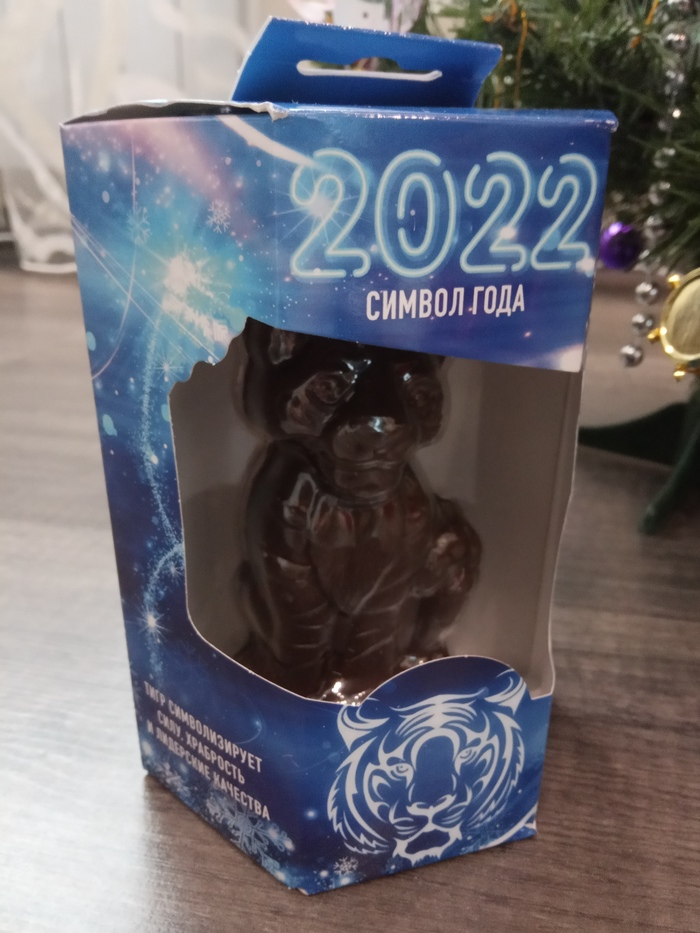 2022
СИМВОЛ ГОДА
ТИГР СИМВОЛИЗИРУЕТ
СИЛУ, ХРАБРОСТЬ
И ЛИДЕРСКИЕ КАЧЕСТВА